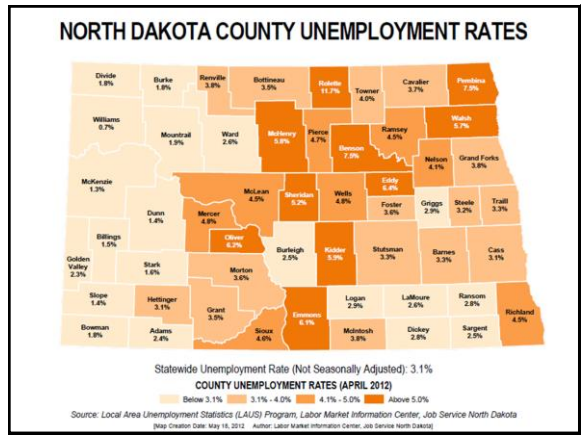 NORTH DAKOTA COUNTY UNEMPLOYMENT RATES
Divide
1.8%
Burke
1.8%
Renville
3.8%
Bottineau
3.5%
Rolette
11.7%
Towner
4.0%
Cavalier
3.7%
Pembina
7.5%
Williams
0.7%
Mountrail
1.5%
Ward
2.6%
McHenry
5.8%
Pierce
4.7%
Benson
7.5%
Ramsey
4.5%
Walsh
5.7%
Nelson
4.1%
Grand Forks
3.8%
McKenzie
1.3%
Dunn
1.4%
McLean
4.5%
Mercer
4.8%
Oliver
6.3%
Sheridan
5.2%
Wells
4.8%
Eddy
6.4%
Foster
3.6%
Griggs
2.9%
Steele
3.2%
Traill
3.3%
Billings
1.5%
Golden
Valley
2.3%
Stark
1.6%
Morton
3.6%
Burleigh
2.5%
Kidder
5.9%
Stutsman
3.3%
Barnes
3.3%
Cass
3.1%
Slope
1.4%
Hettinger
3.1%
Grant
3.5%
Sioux
4.6%
Emmons
6.1%
Logan
2.9%
LaMoure
2.6%
Ransom
2.8%
Richland
4.5%
Bowman
1.8%
Adams
2.4%
McIntosh
3.8%
Dickey
2.8%
Sargent
2.5%
Statewide Unemployment Rate (Not Seasonally Adjusted): 3.1%
COUNTY UNEMPLOYMENT RATES (APRIL 2012)
Below 3.1% 3.1% - 4.0% 4.1% - 5.0% Above 5.0%
Source: Local Area Unemployment Statistics (LAUS) Program, Labor Market Information Center, Job Service North Dakota
[Map Creation Date: May 18, 2012 Author: Labor Market Information Center, Job Service North Dakota]